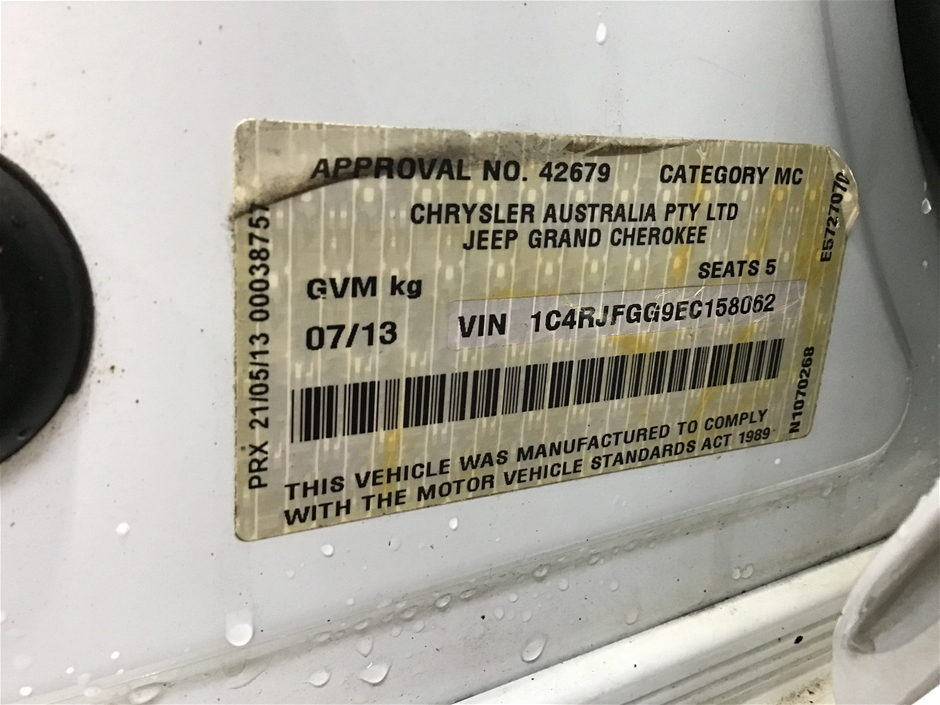 APPROVAL NO. 42679 CATEGORY MC
CHRYSLER AUSTRALIA PTY LTD
JEEP GRAND CHEROKEE
SEATS 5
GVM kg
07/13
VIN 1C4RJFGG9EC158062
THIS VEHICLE WAS MANUFACTURED TO COMPLY
WITH THE MOTOR VEHICLE STANDARDS ACT 1989
PRX 21/05/13 00038757
E5727070
N1070268